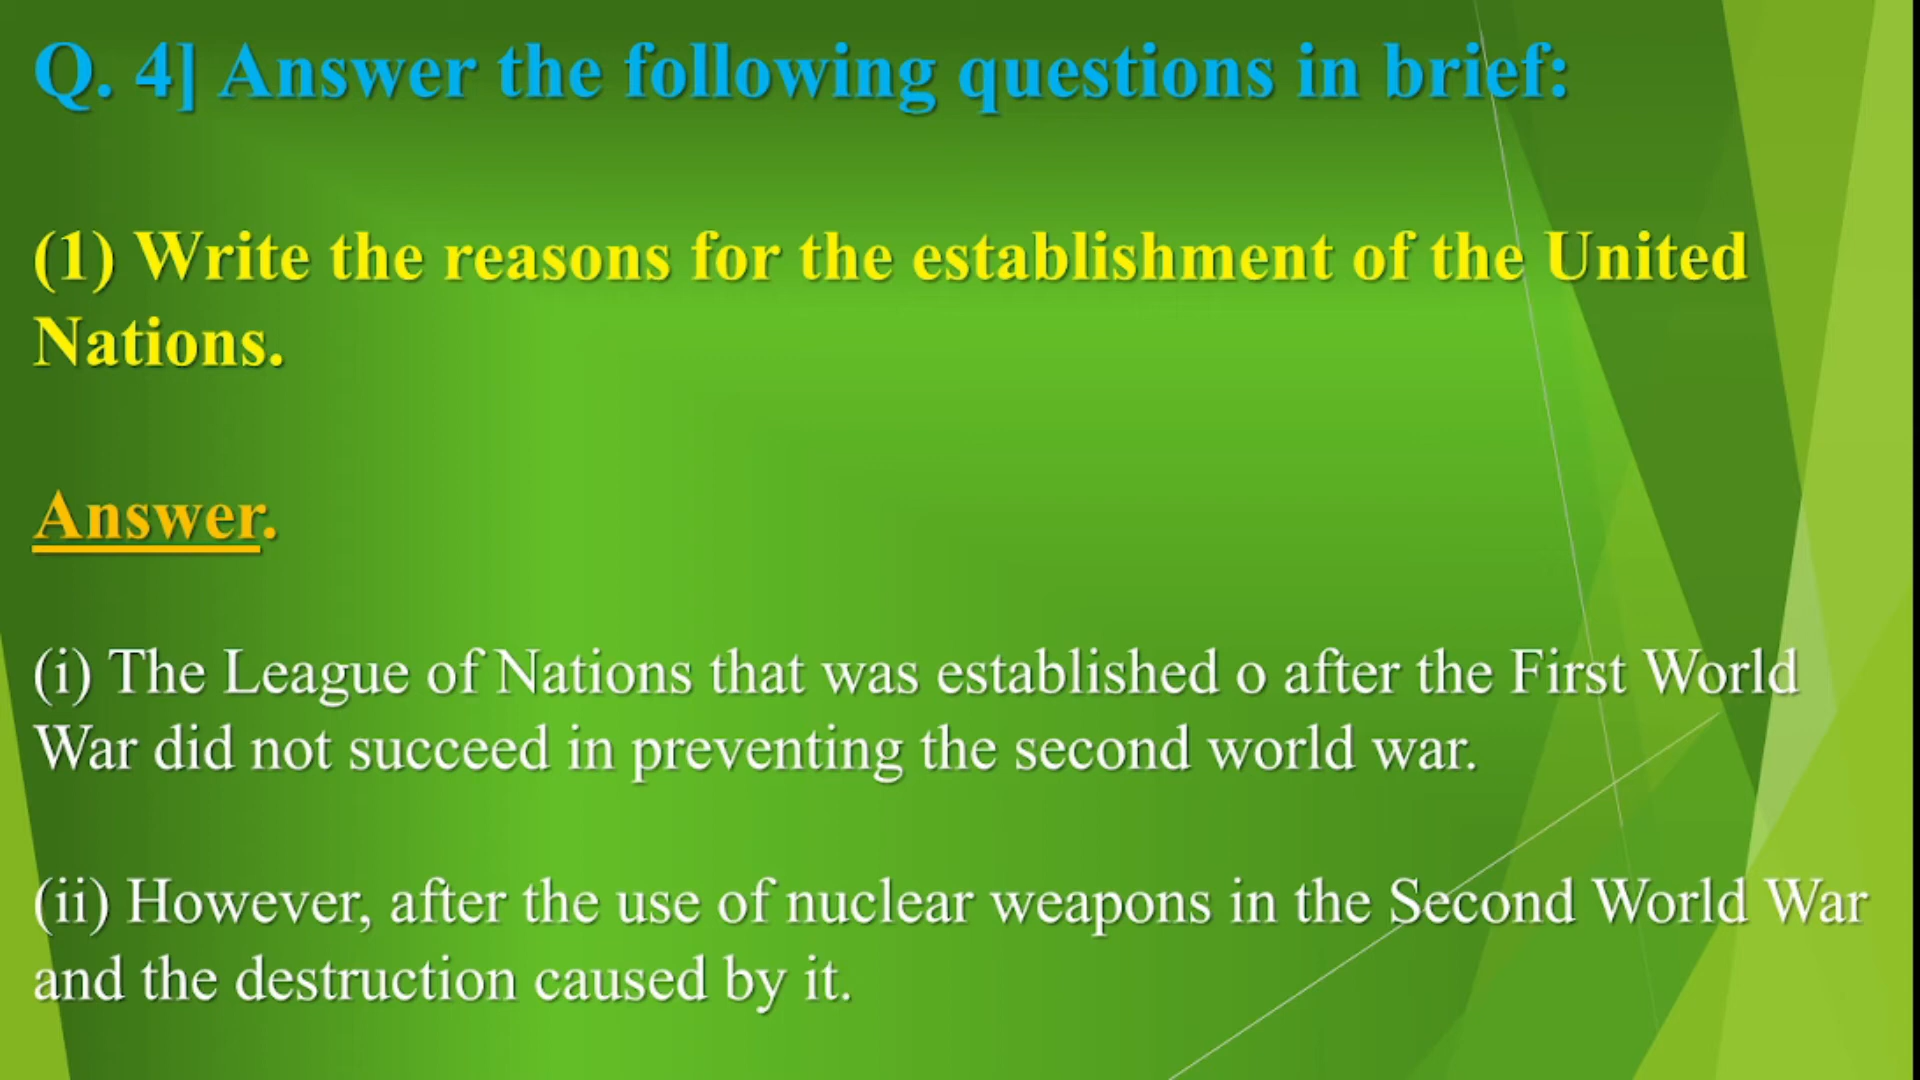 Q. 4] Answer the following questions in brief:
(1) Write the reasons for the establishment of the United
Nations.
Answer.
(i) The League of Nations that was established o after the First World
War did not succeed in preventing the second world war.
(ii) However, after the use of nuclear weapons in the Second World War
and the destruction caused by it.